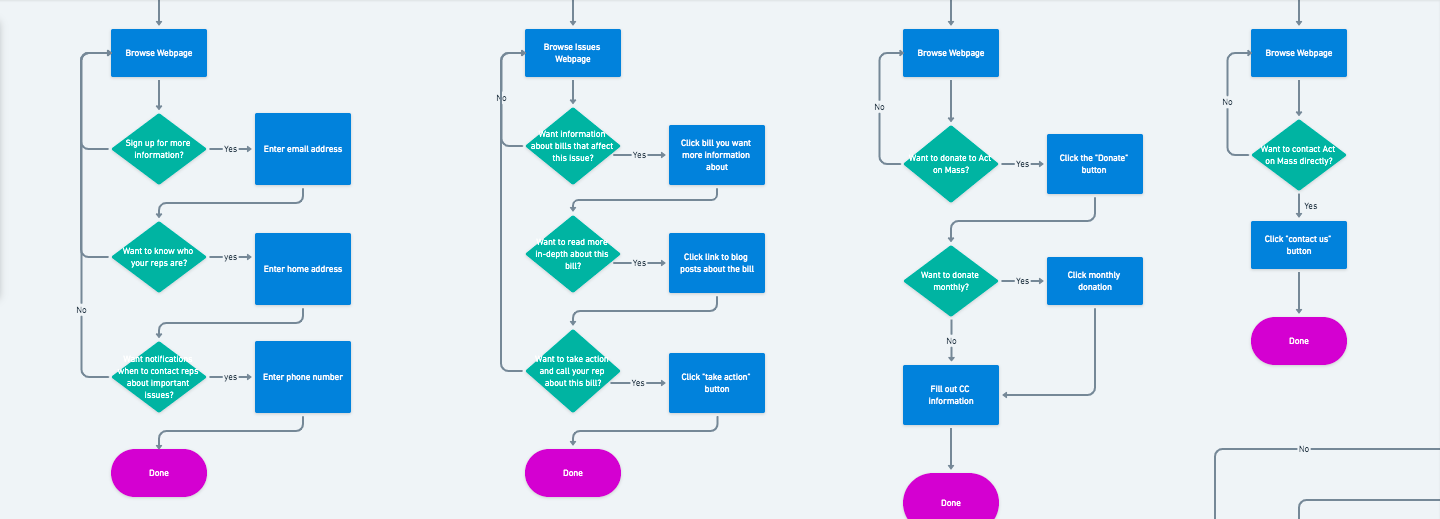 Browse Webpage
Sign up for more
information?
Yes
Enter email address
Want to know who
your reps are?
yes
Enter home address
No
Want notifications
when to contact reps
about important
issues?
yes
Enter phone number
Done
Browse Issues
Webpage
No
Want information
about bills that affect
this issue?
Yes
Click bill you want
more information
about
Want to read more
in-depth about this
bill?
Yes
Click link to blog
posts about the bill
Want to take action
and call your rep
about this bill?
Yes
Click "take action"
button
Done
Browse Webpage
No
Want to donate to Act
on Mass?
Yes
Click the "Donate"
button
Want to donate
monthly?
Yes
Click monthly
donation
No
Fill out CC
information
Done
Browse Webpage
No
Want to contact Act
on Mass directly?
Yes
Click "contact us"
button
Done
No